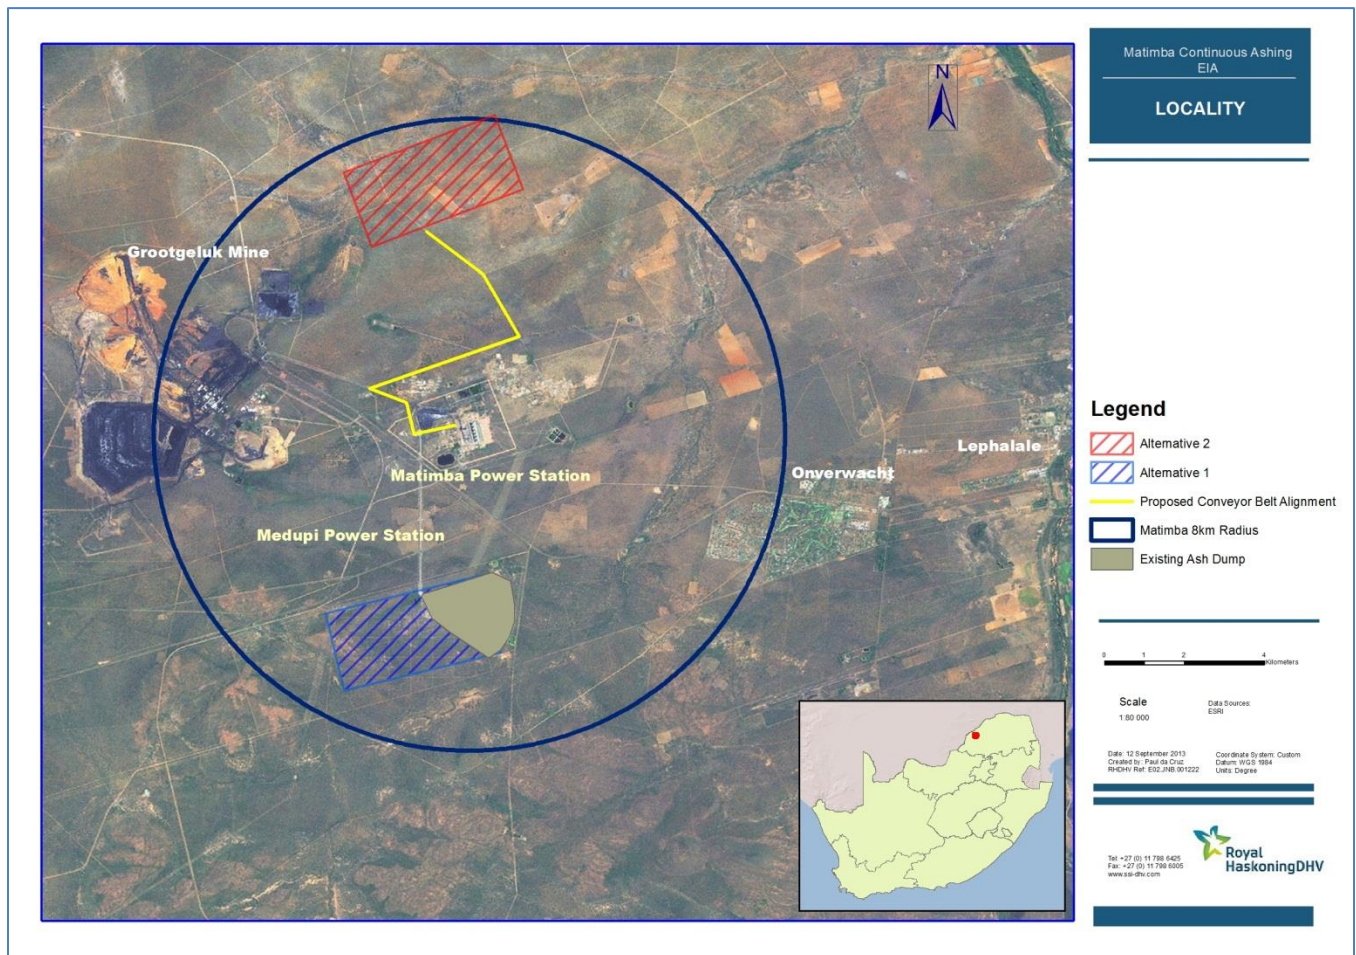 Matimba Continuous Ashing
EIA
LOCALITY
N
Grootgeluk Mine
Matimba Power Station
Medupi Power Station
Onverwacht
Lephalale
Legend
Alternative 2
Alternative 1
Proposed Conveyor Belt Alignment
Matimba 8km Radius
Existing Ash Dump
0 1 2 4
Kilometers
Scale
1:80 000
Data Sources:
ESRI
Date: 12 September 2013
Created by: Paul da Cruz
RHDHV Ref: E02.JNB.001222
Coordinate System: Custom
Datum: WGS 1984
Units: Degree
Tel: +27 (0) 11 798 6425
Fax: +27 (0) 11 798 6005
www.ssi-dhv.com
Royal
HaskoningDHV